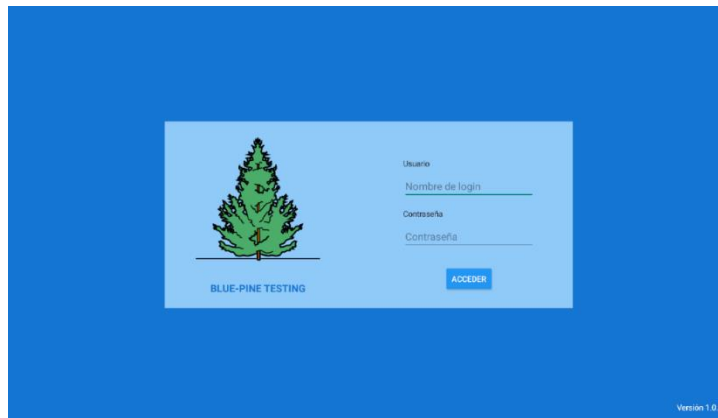 Usuario
Nombre de login
Contraseña
Contraseña
ACCEDER
BLUE-PINE TESTING
Versión 1.0.